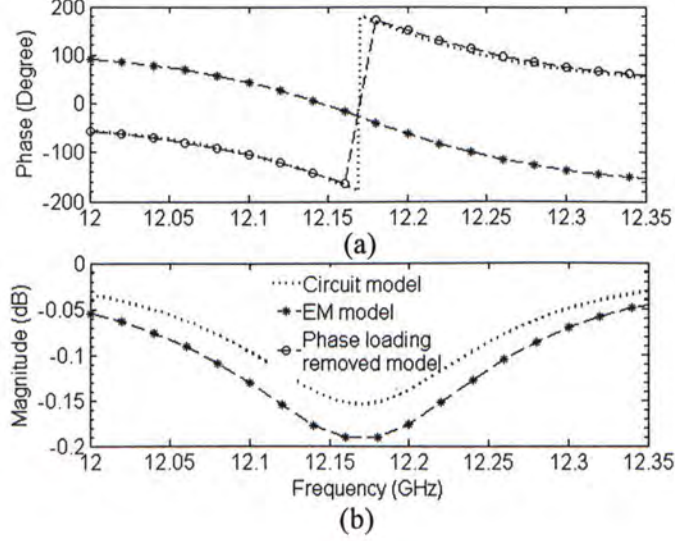 200
100
0
-100
-200
Phase (Degree)
12 12.05 12.1 12.15 12.2 12.25 12.3 12.35
(a)
0
-0.05
-0.1
-0.15
-0.2
Magnitude (dB)
Circuit model
EM model
Phase loading
removed model
12 12.05 12.1 12.15 12.2 12.25 12.3 12.35
Frequency (GHz)
(b)